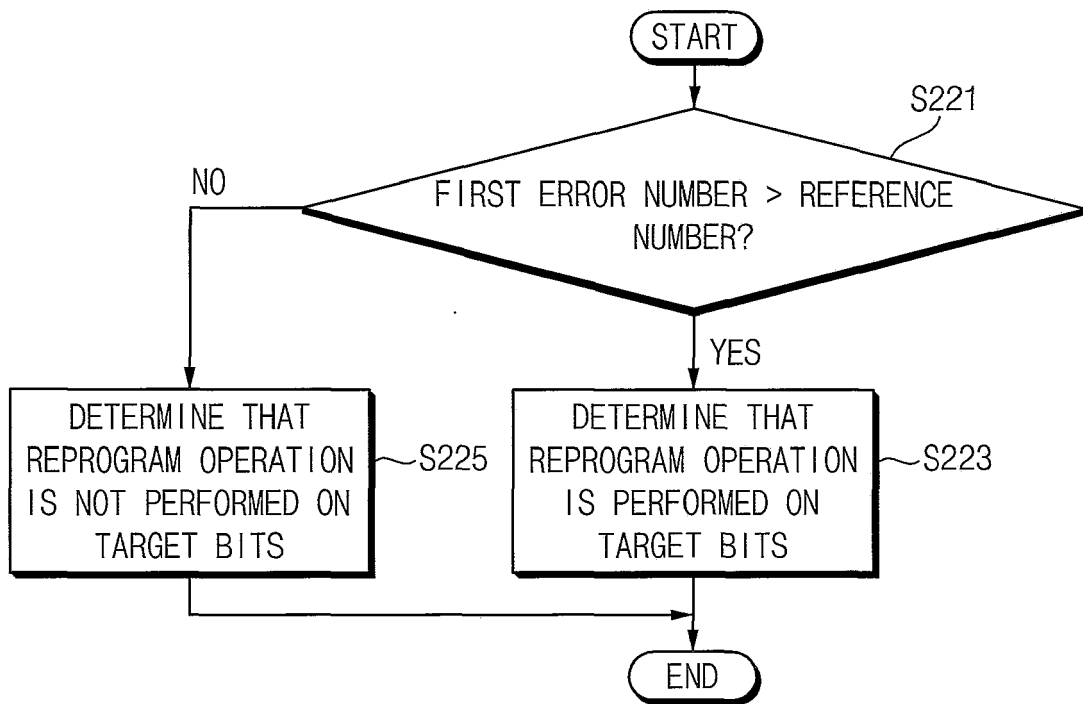 START
S221
FIRST ERROR NUMBER > REFERENCE
NUMBER?
NO
YES
DETERMINE THAT
REPROGRAM OPERATION
IS NOT PERFORMED ON
TARGET BITS
S225
DETERMINE THAT
REPROGRAM OPERATION
IS PERFORMED ON
TARGET BITS
S223
END